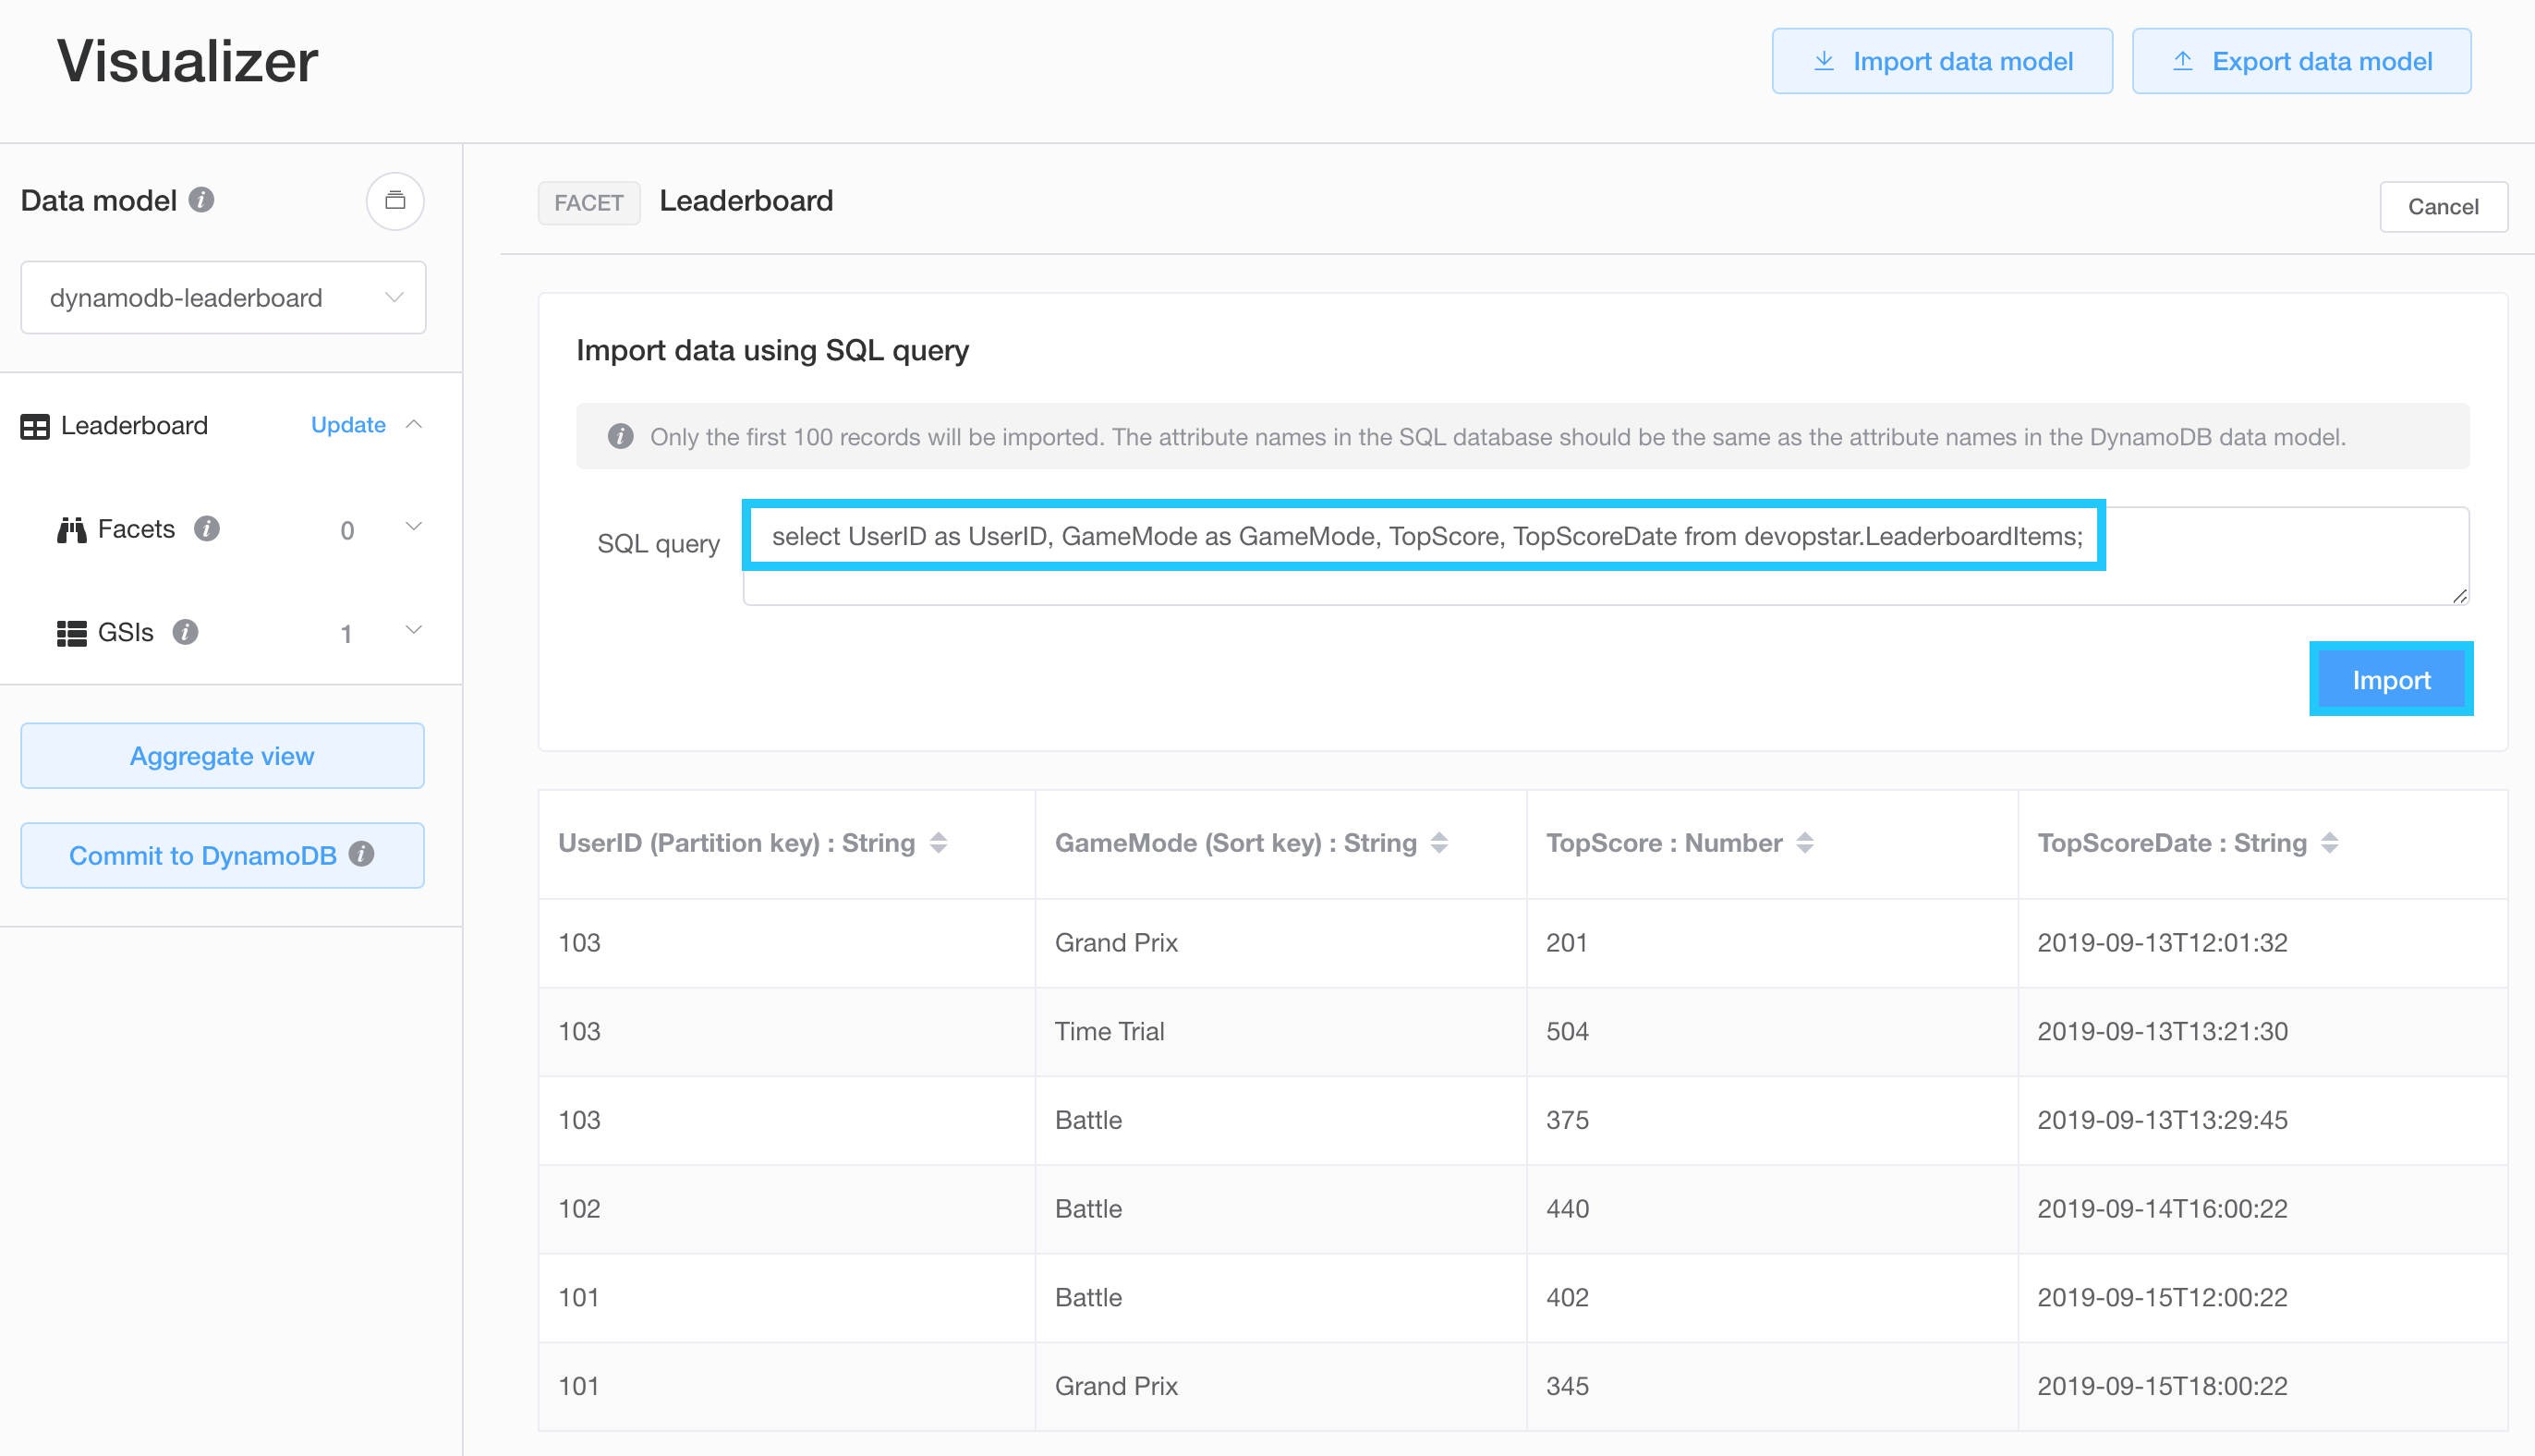 Visualizer
Import data model
Export data model
Data model
dynamodb-leaderboard
Leaderboard Update
Facets 0
GSIs 1
Aggregate view
Commit to DynamoDB
FACET Leaderboard
Cancel
Import data using SQL query
Only the first 100 records will be imported. The attribute names in the SQL database should be the same as the attribute names in the DynamoDB data model.
SQL query select UserID as UserID, GameMode as GameMode, TopScore, TopScoreDate from devopstar.LeaderboardItems;
Import
UserID (Partition key) : String GameMode (Sort key) : String TopScore : Number TopScoreDate : String
103 Grand Prix 201 2019-09-13T12:01:32
103 Time Trial 504 2019-09-13T13:21:30
103 Battle 375 2019-09-13T13:29:45
102 Battle 440 2019-09-14T16:00:22
101 Battle 402 2019-09-15T12:00:22
101 Grand Prix 345 2019-09-15T18:00:22